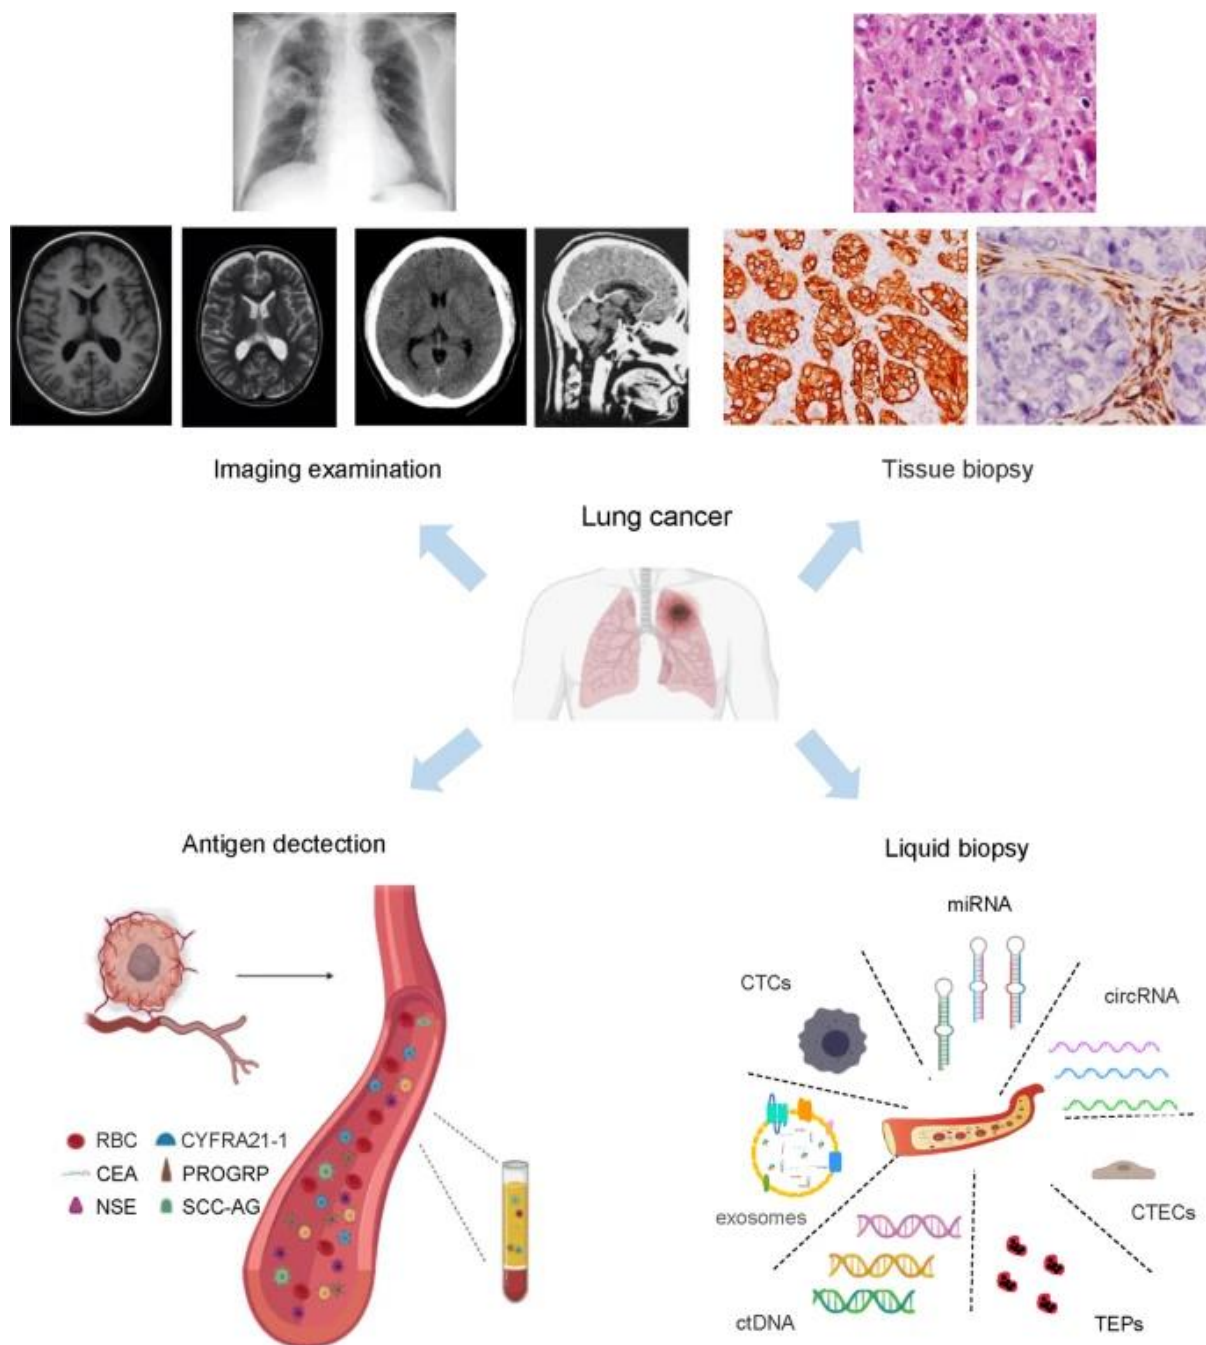 Imaging examination
Tissue biopsy
Lung cancer
Antigen dectection
Liquid biopsy
miRNA
CTCs
circRNA
RBC
CYFRA21-1
CEA
PROGRP
NSE
SCC-AG
exosomes
CTECs
ctDNA
TEPs